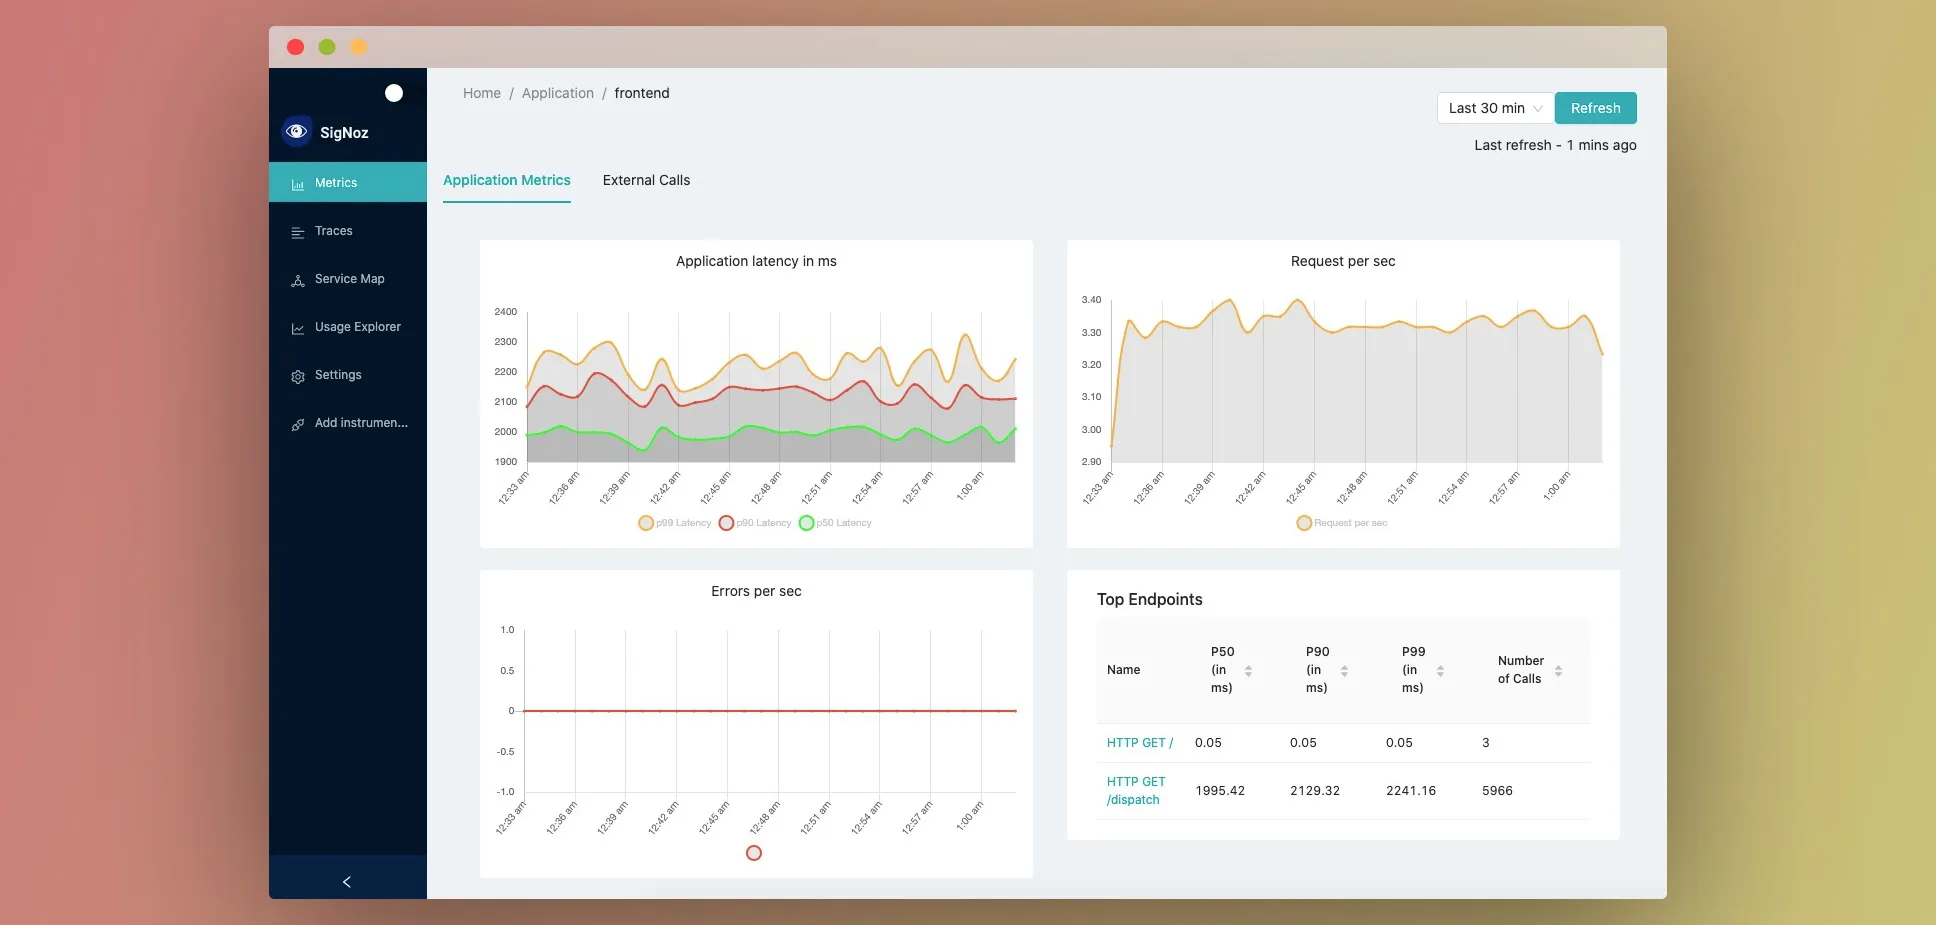 Home / Application / frontend
Last 30 min
Refresh
Last refresh - 1 mins ago
SigNoz
Metrics
Traces
Service Map
Usage Explorer
Settings
Add instrumen...
Application Metrics
External Calls
Application latency in ms
2400
2300
2200
2100
2000
1900
12:33 am
12:36 am
12:39 am
12:42 am
12:45 am
12:48 am
12:51 am
12:54 am
12:57 am
1:00 am
p99 Latency
p90 Latency
p50 Latency
Request per sec
3.40
3.30
3.20
3.10
3.00
2.90
12:33 am
12:36 am
12:39 am
12:42 am
12:45 am
12:48 am
12:51 am
12:54 am
12:57 am
1:00 am
Request per sec
Errors per sec
1.0
0.5
0
-0.5
-1.0
12:33 am
12:36 am
12:39 am
12:42 am
12:45 am
12:48 am
12:51 am
12:54 am
12:57 am
1:00 am
Top Endpoints
Name
P50
(in
ms)
P90
(in
ms)
P99
(in
ms)
Number
of Calls
HTTP GET / 0.05 0.05 0.05 3
HTTP GET
/dispatch
1995.42 2129.32 2241.16 5966